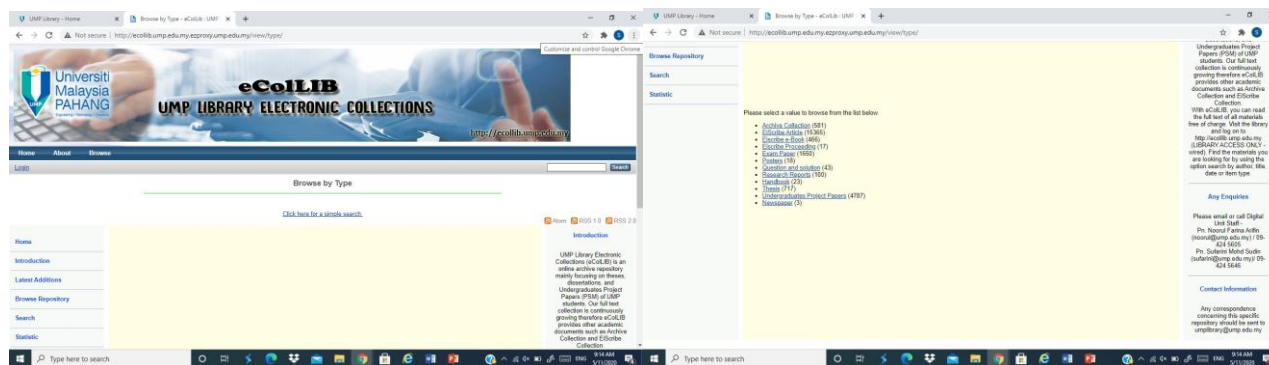 UMP Library - Home
Browse by Type - eColLib : UMP
Not secure | http://ecollib.ump.edu.my.ezproxy.ump.edu.my/view/type/
Customize and control Google Chrome
Universiti
Malaysia
PAHANG
UMP
eColLIB
UMP LIBRARY ELECTRONIC COLLECTIONS
http://ecollib.ump.edu.my
Home About Browse
Login
Search
Browse by Type
Click here for a simple search.
Atom RSS 1.0 RSS 2.0
Home
Introduction
Latest Additions
Browse Repository
Search
Statistic
Introduction
UMP Library Electronic
Collections (eColLIB) is an
online archive repository
mainly focusing on theses,
dissertations, and
Undergraduates Project
Papers (PSM) of UMP
students. Our full text
collection is continuously
growing therefore eColLIB
provides other academic
documents such as Archive
Collection and EIScribe
Collection.
Type here to search
ENG
9:14 AM
5/11/2020
UMP Library - Home
Browse by Type - eColLib : UMP
Not secure | http://ecollib.ump.edu.my.ezproxy.ump.edu.my/view/type/
Browse Repository
Search
Statistic
Please select a value to browse from the list below.
Archive Collection (581)
EIScribe Article (15365)
Eiscribe e-Book (466)
Eiscribe Proceeding (17)
Exam Paper (1650)
Posters (18)
Question and solution (43)
Research Reports (100)
Handbook (23)
Thesis (717)
Undergraduates Project Papers (4787)
Newspaper (3)
Undergraduates Project
Papers (PSM) of UMP
students. Our full text
collection is continuously
growing therefore eColLIB
provides other academic
documents such as Archive
Collection and EIScribe
Collection.
With eColLIB, you can read
the full text of all materials
free of charge. Visit the library
and log on to
http://ecollib.ump.edu.my
(LIBRARY ACCESS ONLY -
wired). Find the materials you
are looking for by using the
option search by author, title,
date or item type.
Any Enquiries
Please email or call Digital
Unit Staff -
Pn. Noorul Farina Ariffin
(noorul@ump.edu.my) / 09-
424 5605
Pn. Sufarini Mohd Sudin
(sufarini@ump.edu.my)/ 09-
424 5646
Contact Information
Any correspondence
concerning this specific
repository should be sent to
umplibrary@ump.edu.my
Type here to search
ENG
9:14 AM
5/11/2020